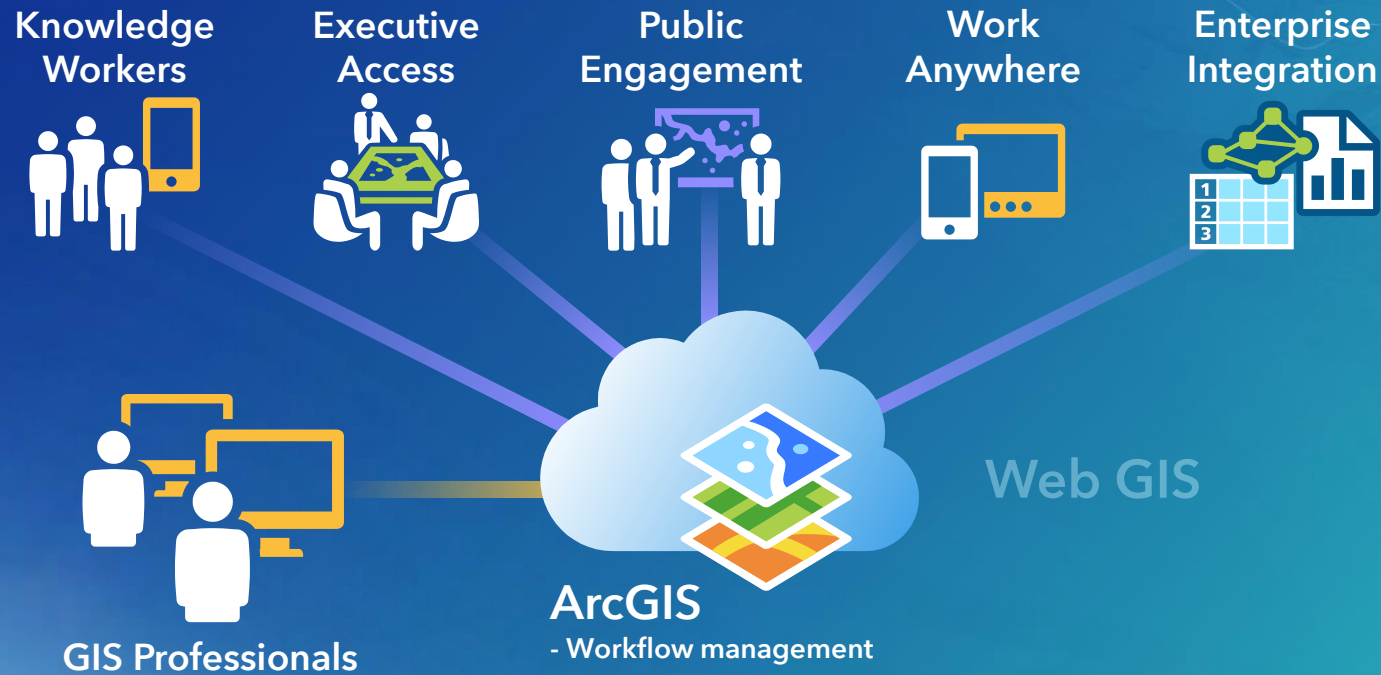 Knowledge
Workers
Executive
Access
Public
Engagement
Work
Anywhere
Enterprise
Integration
1
2
3
Web GIS
ArcGIS
- Workflow management
GIS Professionals